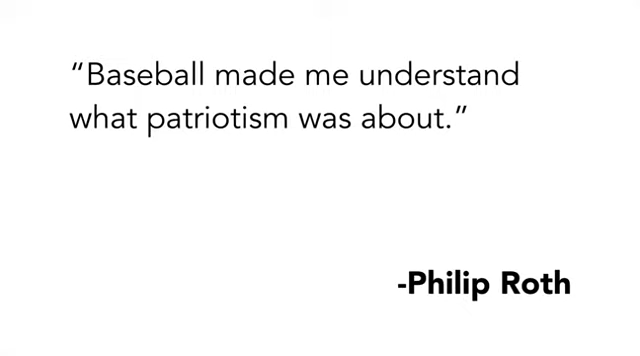 “Baseball made me understand
what patriotism was about.”
-Philip Roth